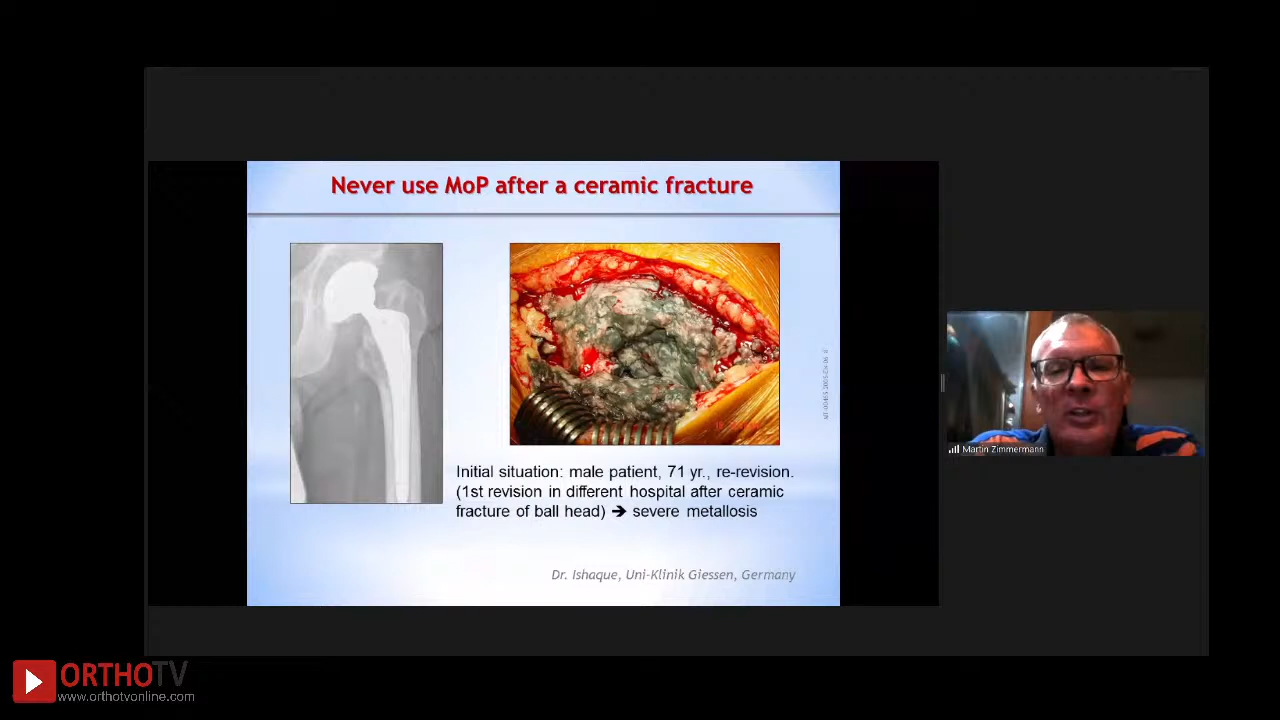 Never use MoP after a ceramic fracture
Initial situation: male patient, 71 yr., re-revision.
(1st revision in different hospital after ceramic
fracture of ball head) ➔ severe metallosis
Dr. Ishaque, Uni-Klinik Giessen, Germany
Martin Zimmermann
ORTHOTV
www.orthotvonline.com